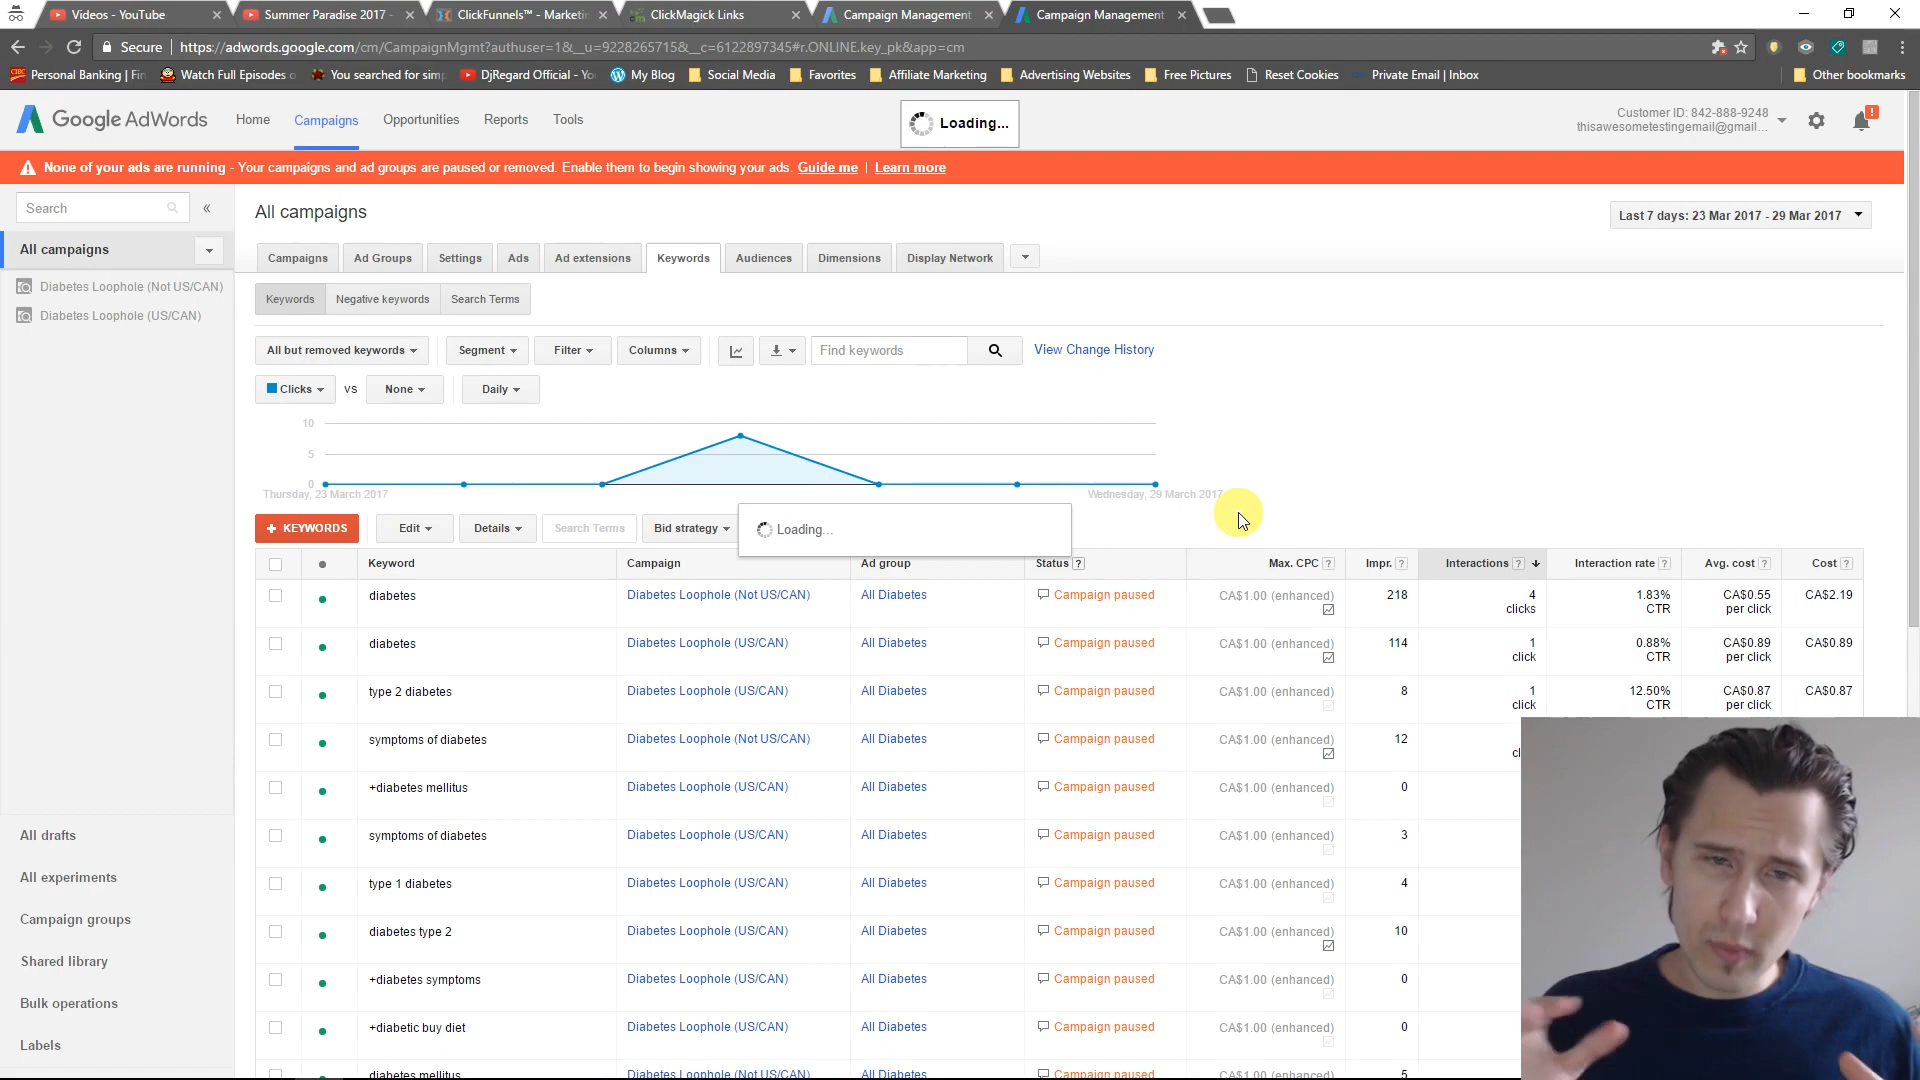 Videos - YouTube
Summer Paradise 2017 -
ClickFunnels™ - Marketi
ClickMagick Links
Campaign Management
Campaign Management
Secure
https://adwords.google.com/cm/CampaignMgmt?authuser=1&__u=9228265715&__c=6122897345#r.ONLINE.key_pk&app=cm
CIBC Personal Banking | Fin
Watch Full Episodes o
You searched for simp
DjRegard Official - Yo
My Blog
Social Media
Favorites
Affiliate Marketing
Advertising Websites
Free Pictures
Reset Cookies
Private Email | Inbox
Other bookmarks
Google AdWords
Home
Campaigns
Opportunities
Reports
Tools
Loading...
Customer ID: 842-888-9248
thisawesometestingemail@gmail...
!
None of your ads are running - Your campaigns and ad groups are paused or removed. Enable them to begin showing your ads. Guide me | Learn more
Search
«
All campaigns
Diabetes Loophole (Not US/CAN)
Diabetes Loophole (US/CAN)
All drafts
All experiments
Campaign groups
Shared library
Bulk operations
Labels
All campaigns
Last 7 days: 23 Mar 2017 - 29 Mar 2017
Campaigns
Ad Groups
Settings
Ads
Ad extensions
Keywords
Audiences
Dimensions
Display Network
Keywords
Negative keywords
Search Terms
All but removed keywords
Segment
Filter
Columns
Find keywords
View Change History
Clicks
vs
None
Daily
10
5
0
Thursday, 23 March 2017
Wednesday, 29 March 2017
+ KEYWORDS
Edit
Details
Search Terms
Bid strategy
Loading...
Keyword Campaign Ad group Status ? Max. CPC ? Impr. ? Interactions ? Interaction rate ? Avg. cost ? Cost ?
diabetes Diabetes Loophole (Not US/CAN) All Diabetes Campaign paused CA$1.00 (enhanced) 218 4 1.83% CA$0.55 CA$2.19
clicks CTR per click
diabetes Diabetes Loophole (US/CAN) All Diabetes Campaign paused CA$1.00 (enhanced) 114 1 0.88% CA$0.89 CA$0.89
click CTR per click
type 2 diabetes Diabetes Loophole (US/CAN) All Diabetes Campaign paused CA$1.00 (enhanced) 8 1 12.50% CA$0.87 CA$0.87
click CTR per click
symptoms of diabetes Diabetes Loophole (Not US/CAN) All Diabetes Campaign paused CA$1.00 (enhanced) 12
cl
+diabetes mellitus Diabetes Loophole (US/CAN) All Diabetes Campaign paused CA$1.00 (enhanced) 0
symptoms of diabetes Diabetes Loophole (US/CAN) All Diabetes Campaign paused CA$1.00 (enhanced) 3
type 1 diabetes Diabetes Loophole (US/CAN) All Diabetes Campaign paused CA$1.00 (enhanced) 4
diabetes type 2 Diabetes Loophole (US/CAN) All Diabetes Campaign paused CA$1.00 (enhanced) 10
+diabetes symptoms Diabetes Loophole (US/CAN) All Diabetes Campaign paused CA$1.00 (enhanced) 0
+diabetic buy diet Diabetes Loophole (US/CAN) All Diabetes Campaign paused CA$1.00 (enhanced) 0
diabetes mellitus Diabetes Loophole (Not US/CAN) All Diabetes Campaign paused CA$1.00 (enhanced) 5